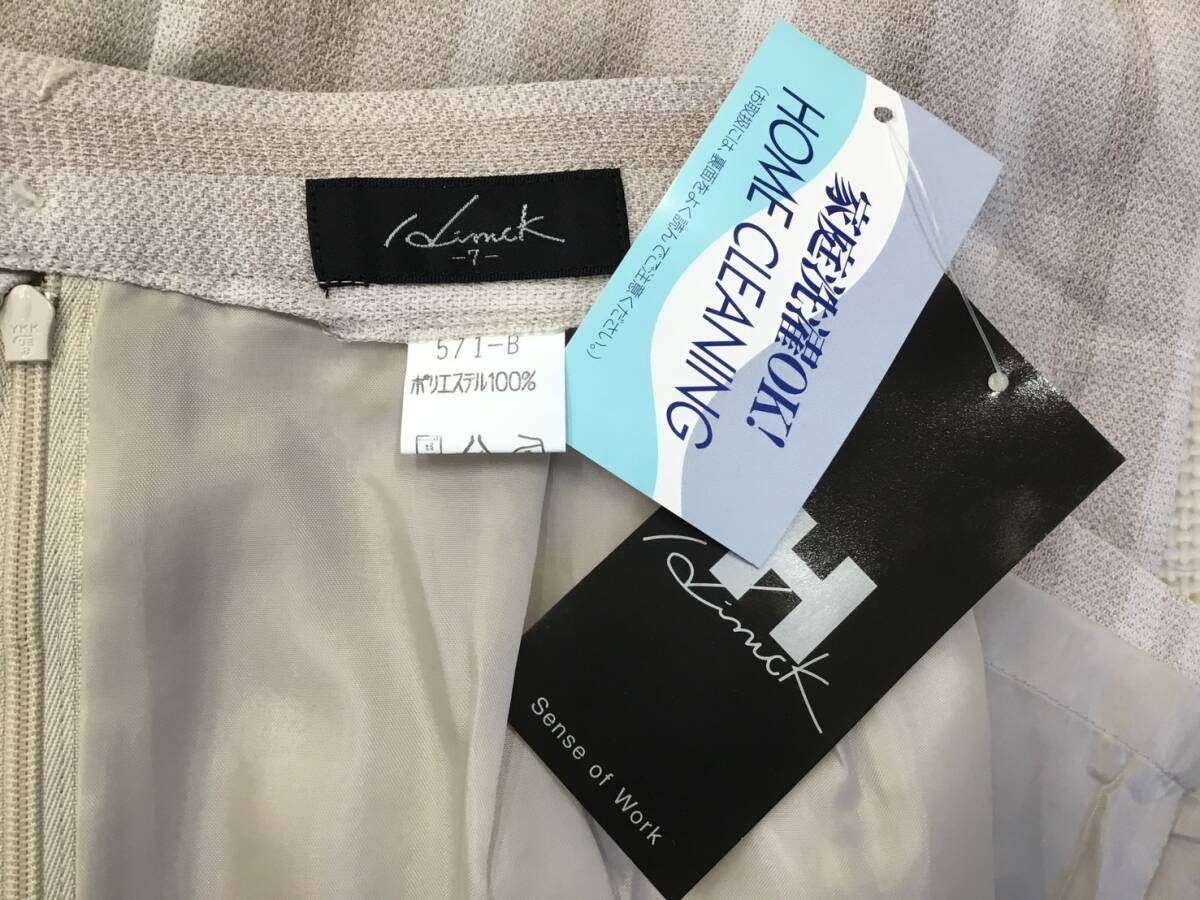 Himck
-7-
YKK
571-B
ポリエステル100%
家庭洗濯OK!
HOME CLEANING
(お取扱いには、裏面をよく読んでご注意ください。)
H
Himck
Sense of Work